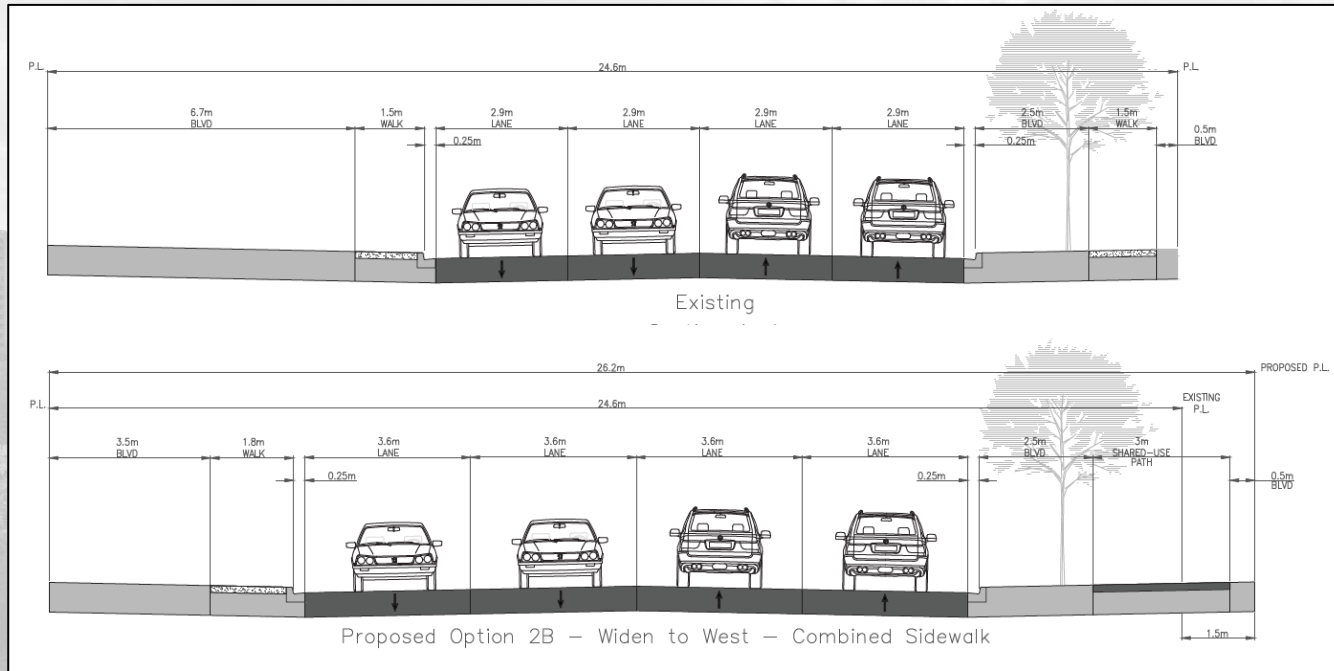 P.L.
24.6m
P.L.
6.7m
BLVD
1.5m
WALK
2.9m
LANE
2.9m
LANE
2.9m
LANE
2.9m
LANE
2.5m
BLVD
1.5m
WALK
0.25m
0.25m
0.5m
BLVD
Existing
26.2m
PROPOSED P.L.
P.L.
24.6m
EXISTING
P.L.
3.5m
BLVD
1.8m
WALK
3.6m
LANE
3.6m
LANE
3.6m
LANE
3.6m
LANE
2.5m
BLVD
3m
SHARED-USE
PATH
0.25m
0.25m
0.5m
BLVD
Proposed Option 2B – Widen to West – Combined Sidewalk
1.5m